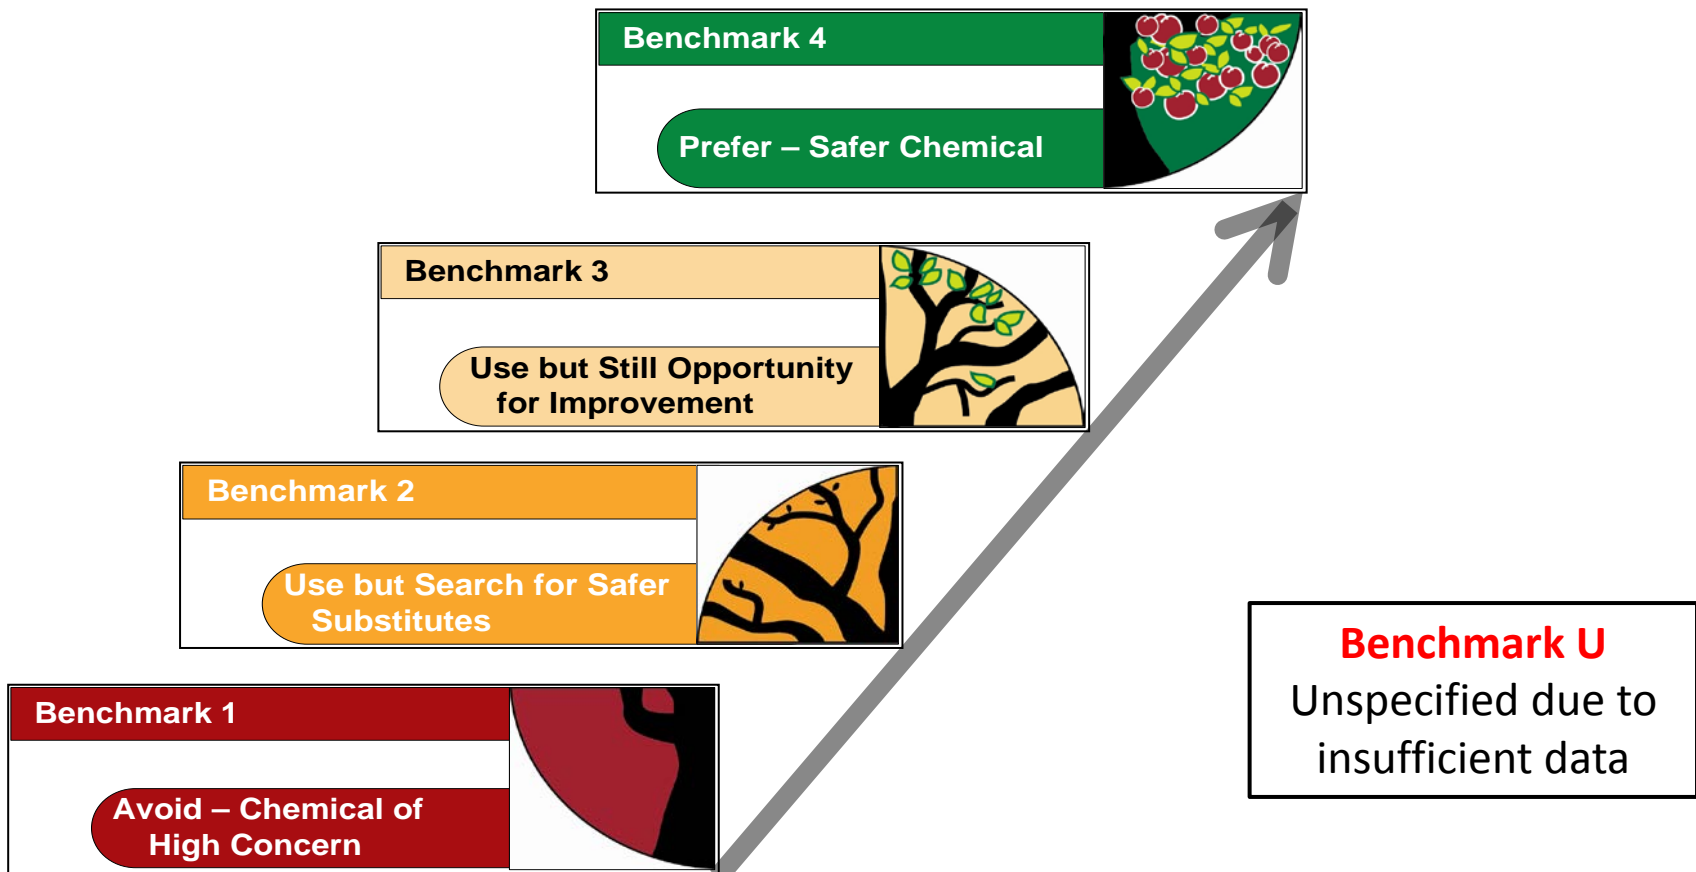 Benchmark 4
Prefer – Safer Chemical
Benchmark 3
Use but Still Opportunity
for Improvement
Benchmark 2
Use but Search for Safer
Substitutes
Benchmark 1
Avoid – Chemical of
High Concern
Benchmark U
Unspecified due to
insufficient data